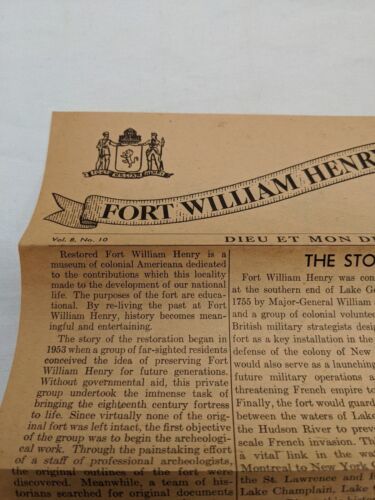 FORT WILLIAM HENRY
FORT WILLIAM HENRY
Vol. 8, No. 10
DIEU ET MON
Restored Fort William Henry is a
museum of colonial Americana dedicated
to the contributions which this locality
made to the development of our national
life. The purposes of the fort are educa-
tional. By re-living the past at Fort
William Henry, history becomes mean-
ingful and entertaining.
The story of the restoration began in
1953 when a group of far-sighted residents
conceived the idea of preserving Fort
William Henry for future generations.
Without governmental aid, this private
group undertook the immense task of
bringing the eighteenth century fortress
to life. Since virtually none of the orig-
inal fort was left intact, the first objective
of the group was to begin the archeologi-
cal work. Through the painstaking effort
of a staff of professional archeologists,
the original outlines of the fort were
discovered. Meanwhile, a team of his-
torians searched for original documents
THE STO
Fort William Henry was con
at the southern end of Lake Ge
1755 by Major-General William
and a group of colonial volunte
British military strategists desig
fort as a key installation in the
defense of the colony of New
would also serve as a launching
future military operations a
threatening French empire to
Finally, the fort would guard
between the waters of Lake
the Hudson River to prev
scale French invasion. Th
a vital link in the wat
Montreal to New York
the St. Lawrence and R
Lake Champlain, Lake G